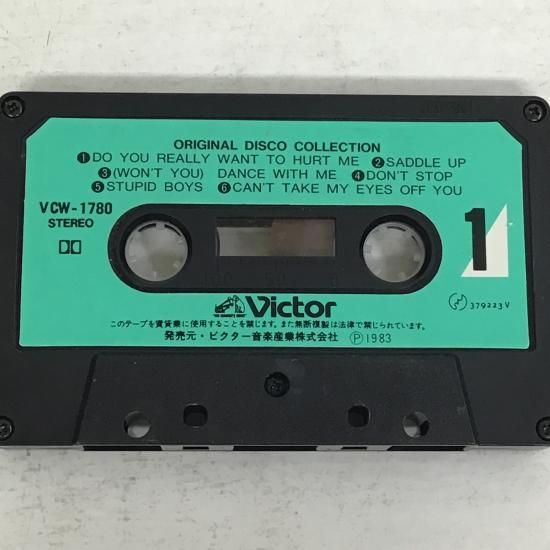 ORIGINAL DISCO COLLECTION
❶DO YOU REALLY WANT TO HURT ME ❷SADDLE UP
❸(WON'T YOU) DANCE WITH ME ❹DON'T STOP
❺STUPID BOYS ❻CAN'T TAKE MY EYES OFF YOU
VCW-1780
STEREO
1
Victor
379223V
このテープを賃貸業に使用することを禁じます。また無断複製は法律で禁じられています。
発売元・ビクター音楽産業株式会社 Ⓟ1983